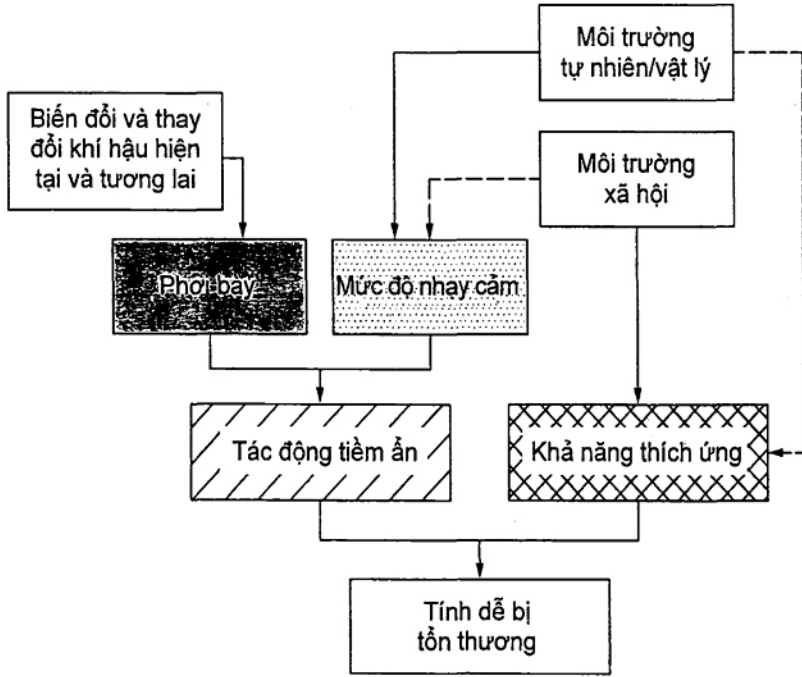 Môi trường
tự nhiên/vật lý
Biến đổi và thay
đổi khí hậu hiện
tại và tương lai
Môi trường
xã hội
Phơi bày
Mức độ nhạy cảm
Tác động tiềm ẩn
Khả năng thích ứng
Tính dễ bị
tổn thương